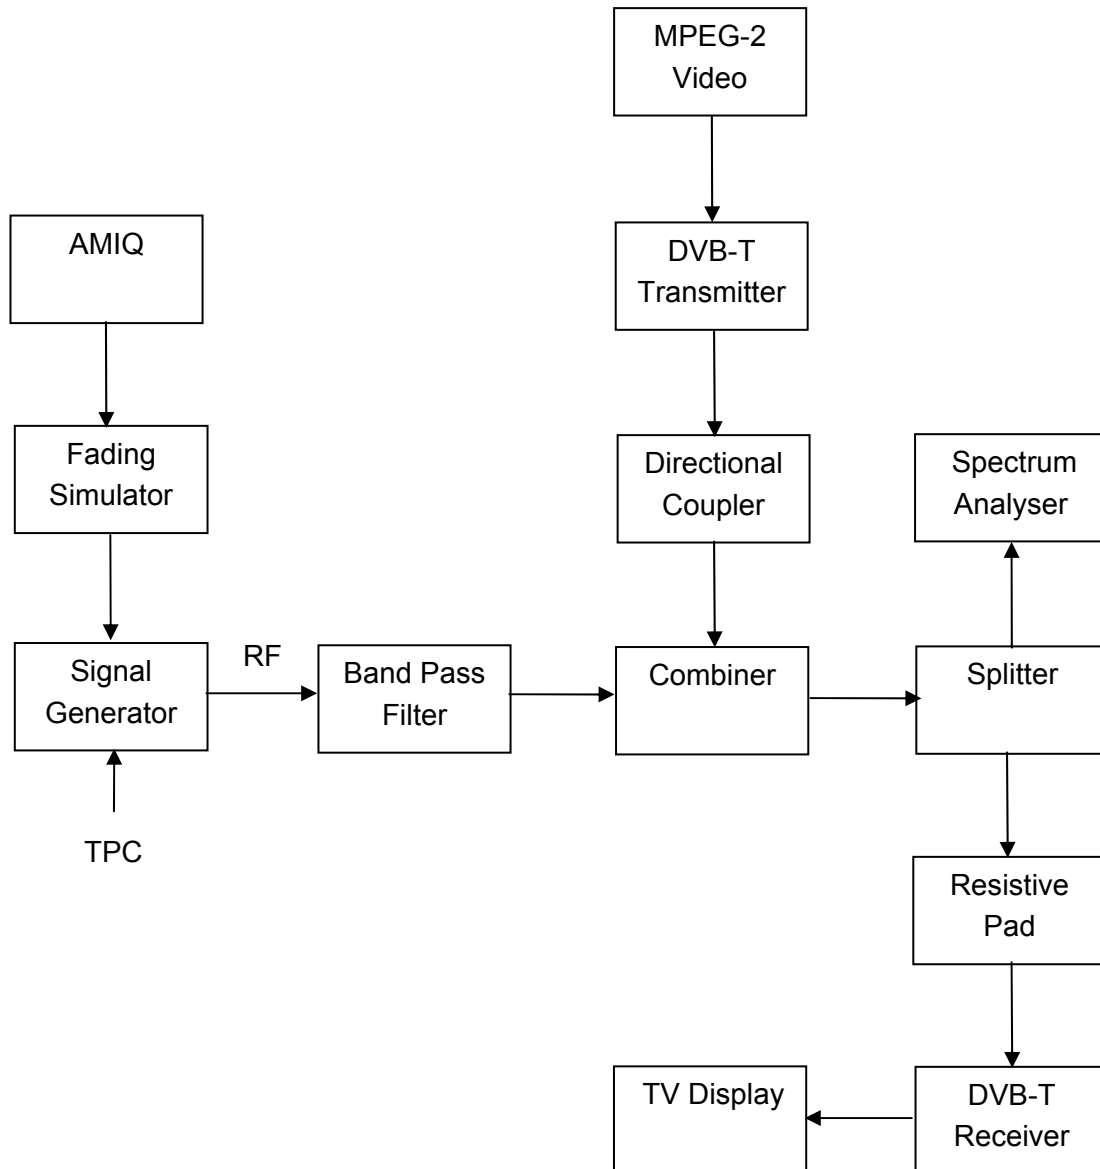 MPEG-2
Video
AMIQ
DVB-T
Transmitter
Fading
Simulator
Directional
Coupler
Spectrum
Analyser
Signal
Generator
RF
Band Pass
Filter
Combiner
Splitter
TPC
Resistive
Pad
TV Display
DVB-T
Receiver